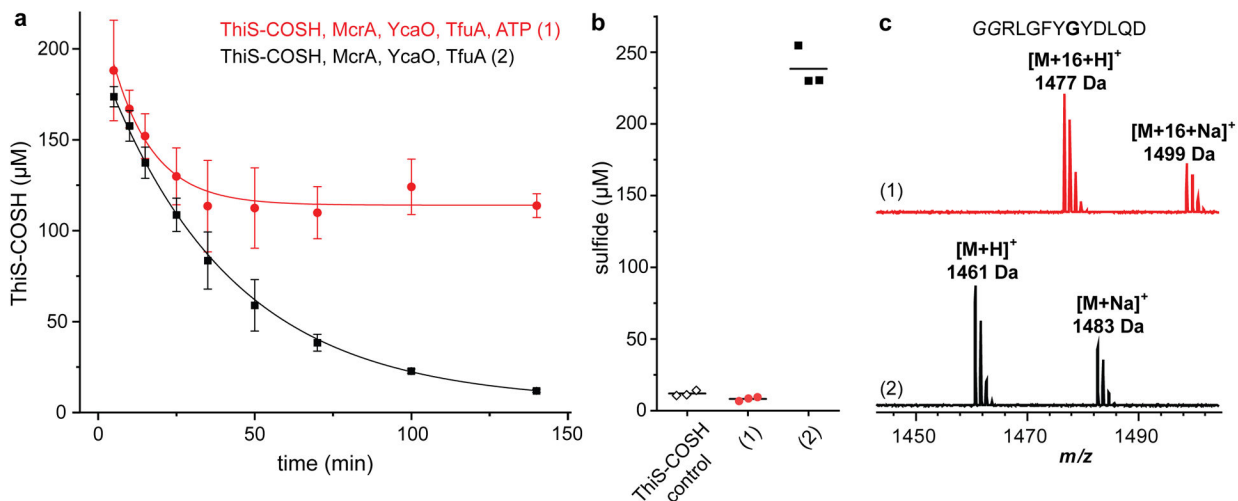 a
ThiS-COSH, McrA, YcaO, TfuA, ATP (1)
ThiS-COSH, McrA, YcaO, TfuA (2)
200
150
100
50
0
ThiS-COSH (µM)
0
50
100
150
time (min)
b
250
200
150
100
50
0
sulfide (µM)
ThiS-COSH
control
(1)
(2)
c
GGRLGFYGYDLQD
[M+16+H]+
1477 Da
[M+16+Na]+
1499 Da
(1)
[M+H]+
1461 Da
[M+Na]+
1483 Da
(2)
1450
1470
1490
m/z